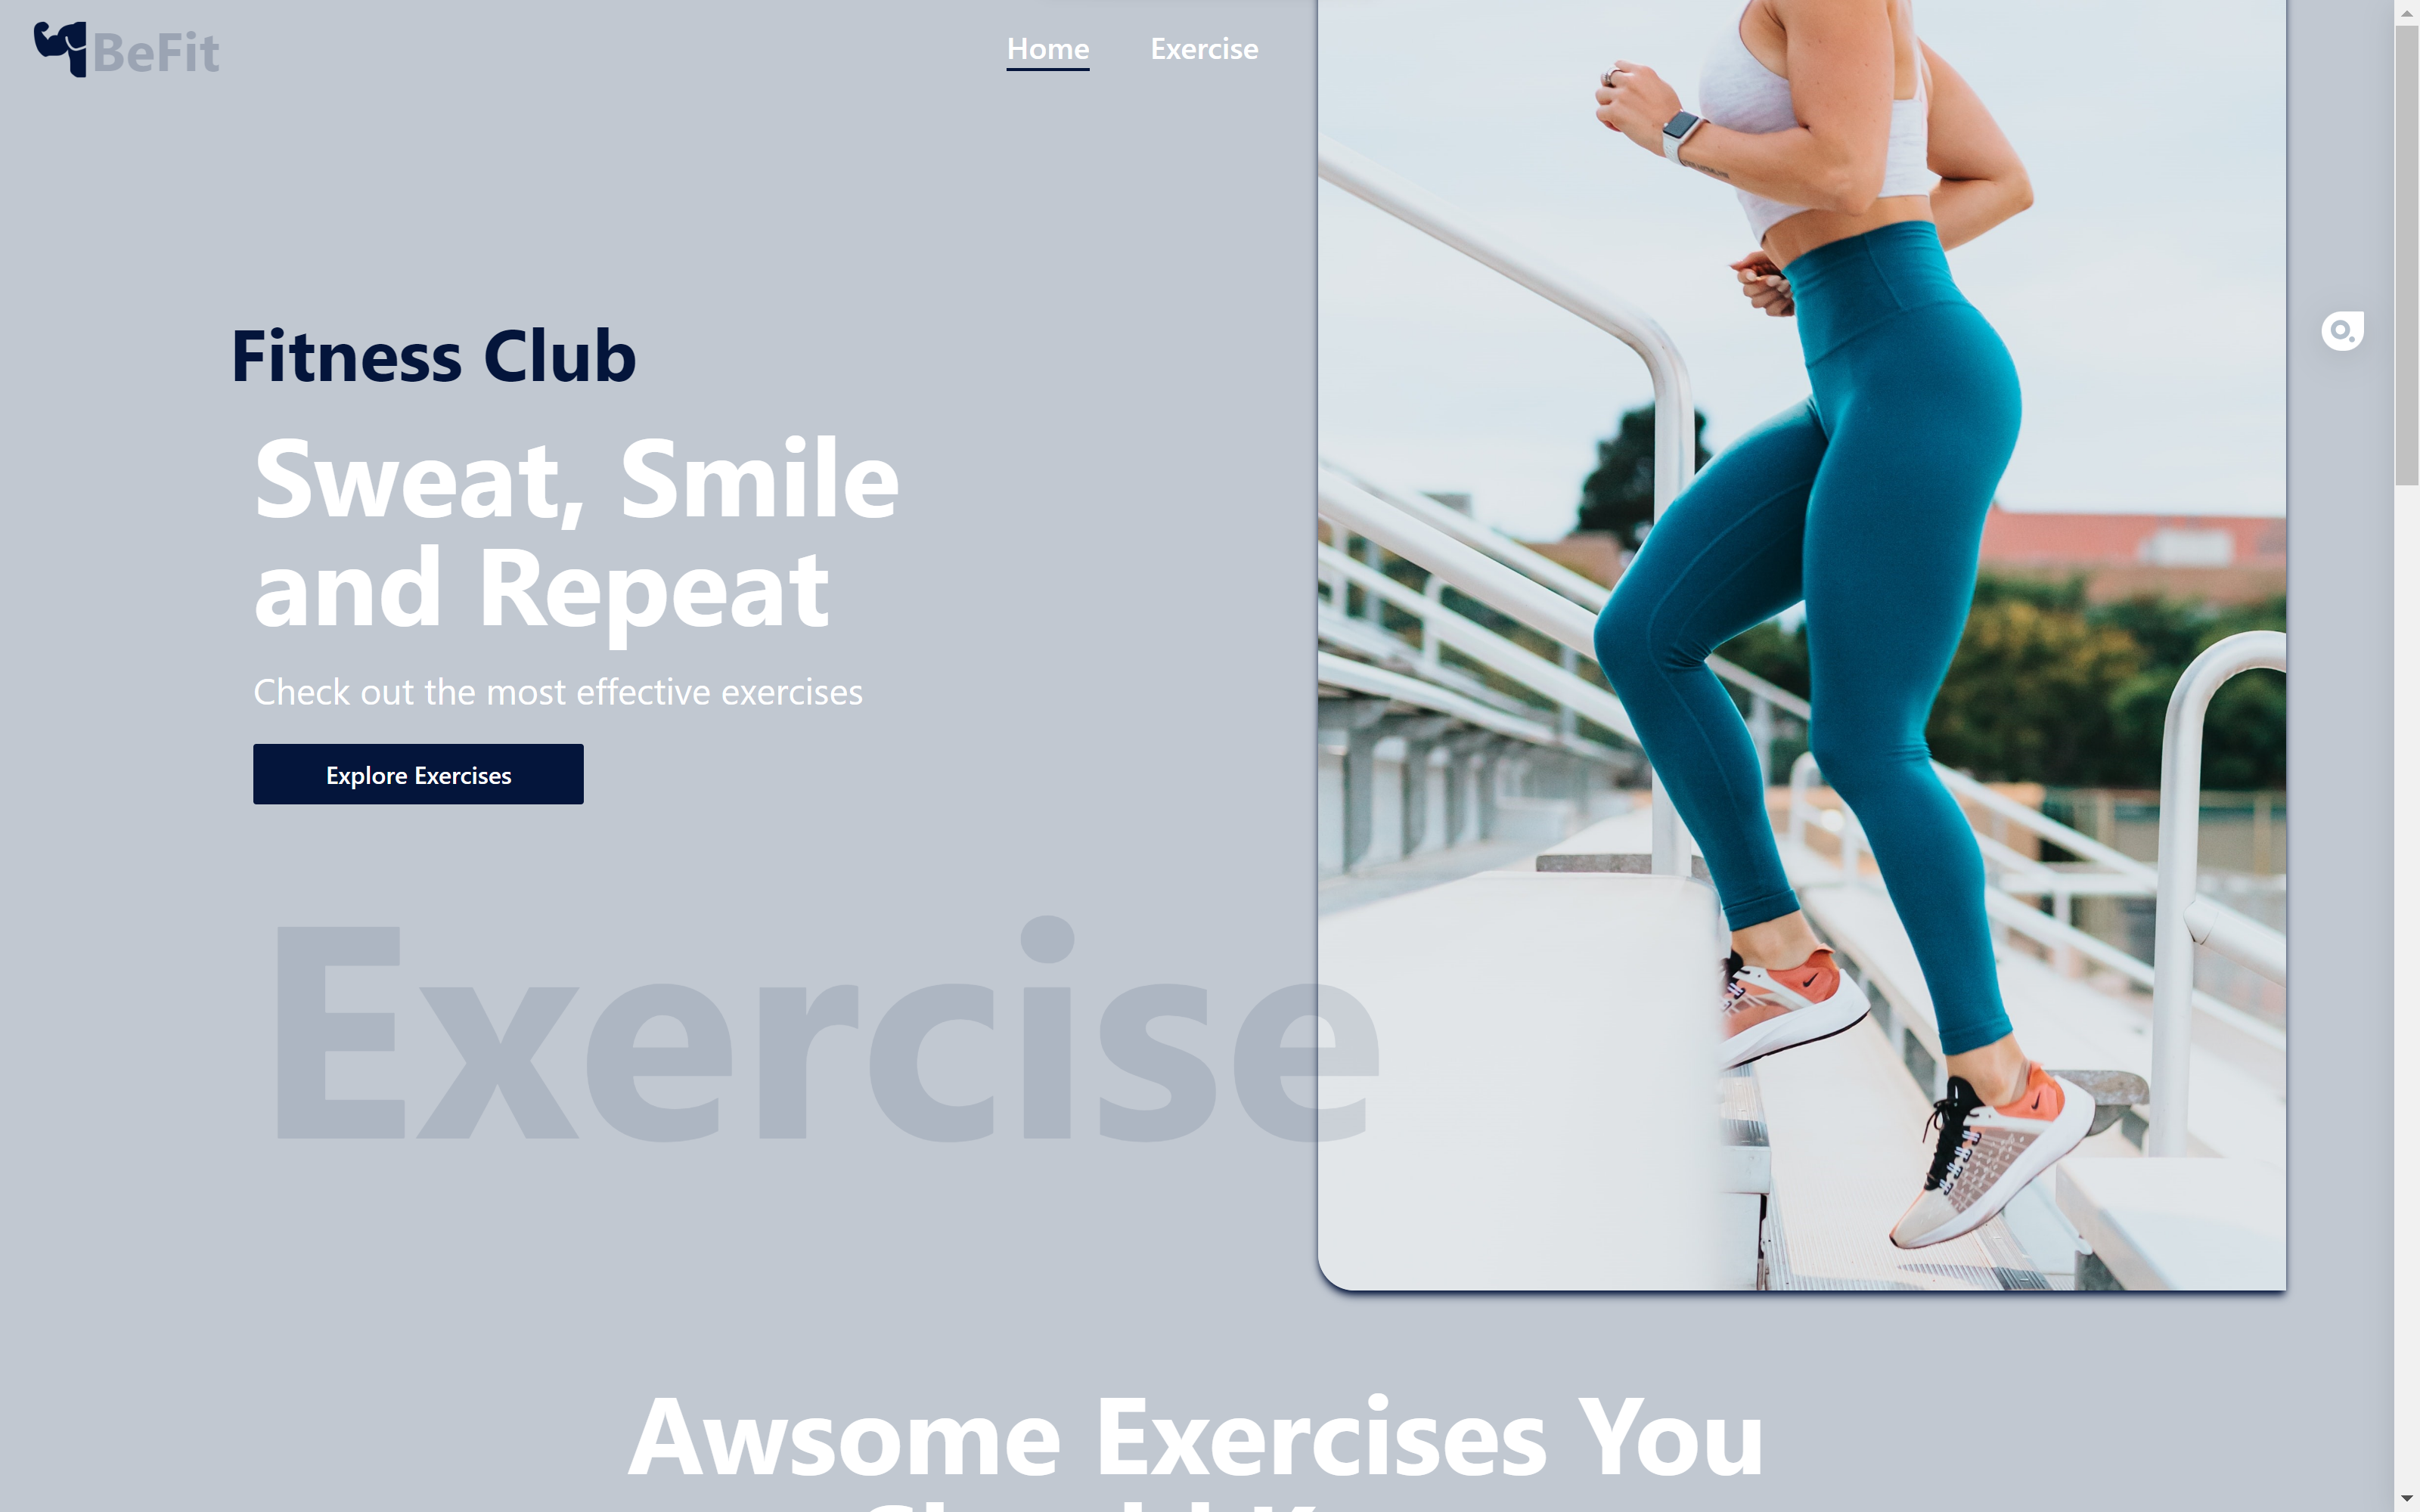 BeFit
Home Exercise
Fitness Club
Sweat, Smile
and Repeat
Check out the most effective exercises
Explore Exercises
Exercise
Awsome Exercises You